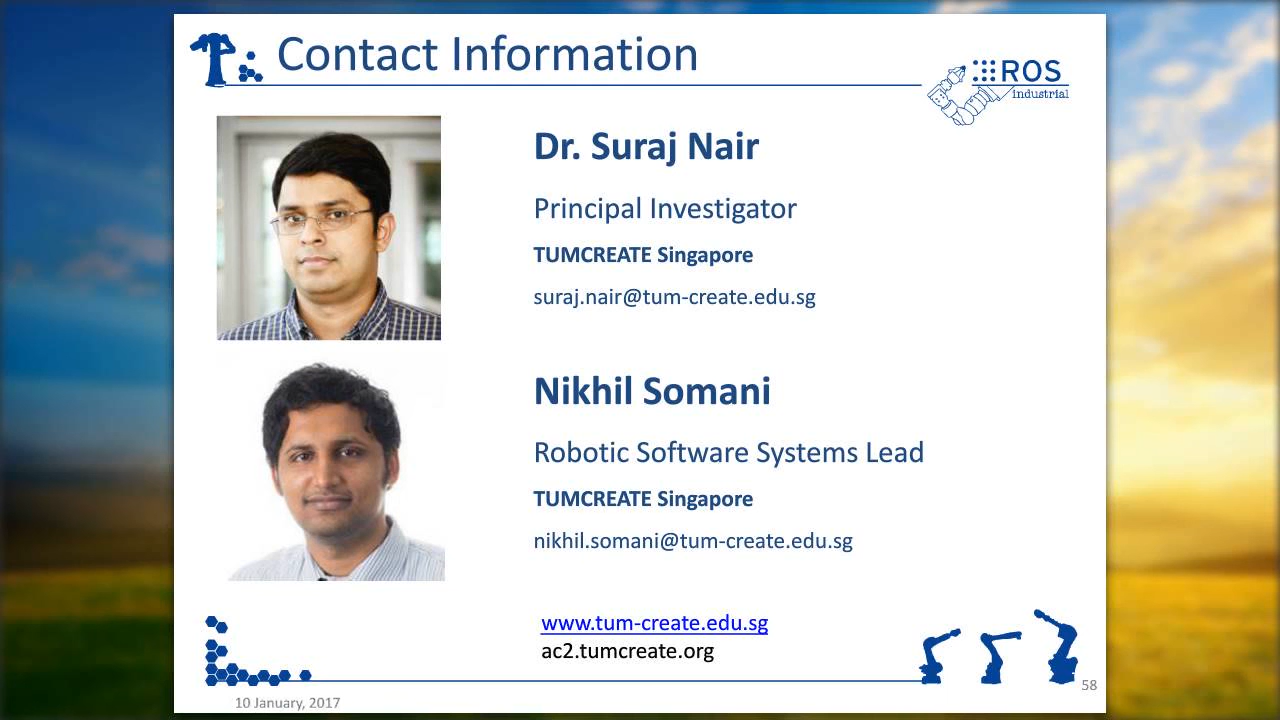 Contact Information
ROS
industrial
Dr. Suraj Nair
Principal Investigator
TUMCREATE Singapore
suraj.nair@tum-create.edu.sg
Nikhil Somani
Robotic Software Systems Lead
TUMCREATE Singapore
nikhil.somani@tum-create.edu.sg
www.tum-create.edu.sg
ac2.tumcreate.org
58
10 January, 2017